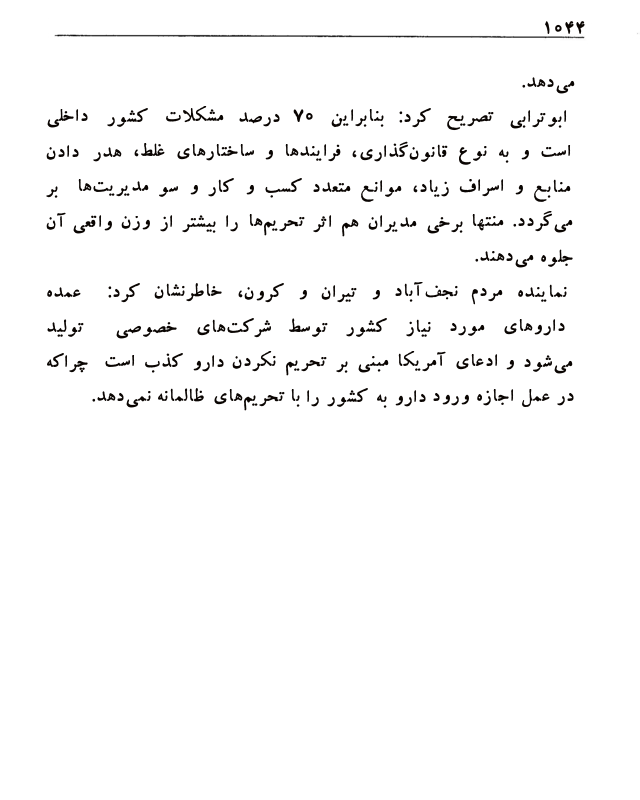 ۱۰۴۴
می‌دهد.
ابوترابی تصریح کرد: بنابراین ۷۰ درصد مشکلات کشور داخلی
است و به نوع قانون‌گذاری، فرایندها و ساختارهای غلط، هدر دادن
منابع و اسراف زیاد، موانع متعدد کسب و کار و سو مدیریت‌ها بر
می‌گردد. منتها برخی مدیران هم اثر تحریم‌ها را بیشتر از وزن واقعی آن
جلوه می‌دهند.
نماینده مردم نجف‌آباد و تیران و کرون، خاطرنشان کرد: عمده
داروهای مورد نیاز کشور توسط شرکت‌های خصوصی تولید
می‌شود و ادعای آمریکا مبنی بر تحریم نکردن دارو کذب است چراکه
در عمل اجازه ورود دارو به کشور را با تحریم‌های ظالمانه نمی‌دهد.